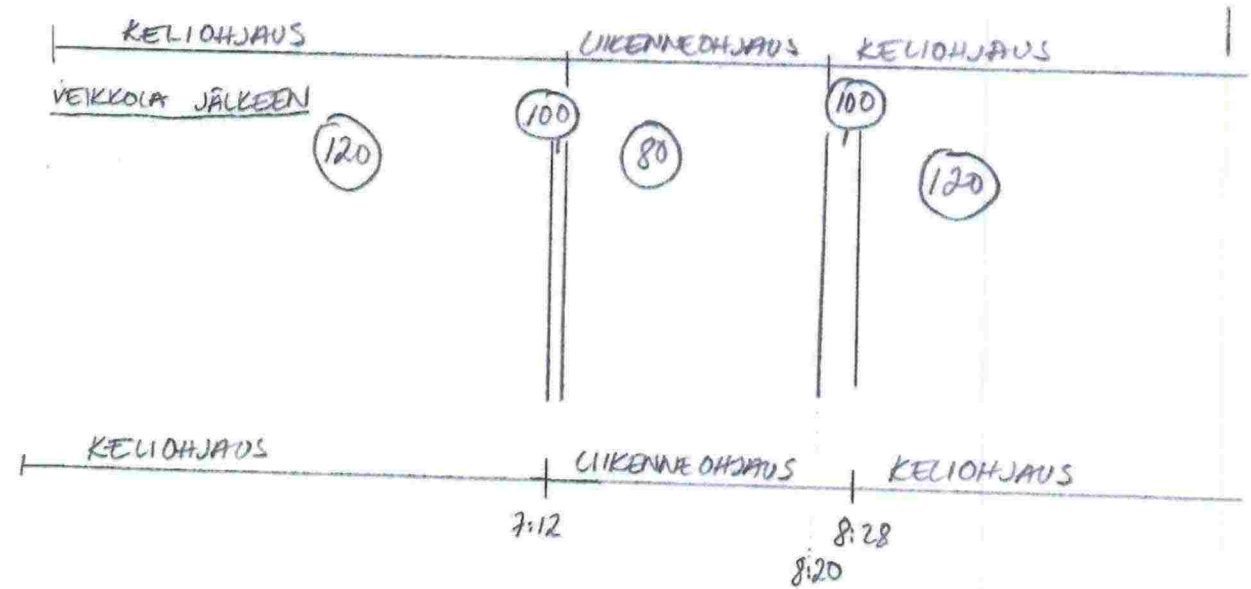 KELIOHJAUS LIIKENNEOHJAUS KELIOHJAUS
VEIKKOLA JÄLKEEN
100 100
120 80 120
KELIOHJAUS LIIKENNEOHJAUS KELIOHJAUS
7:12 8:28
8:20